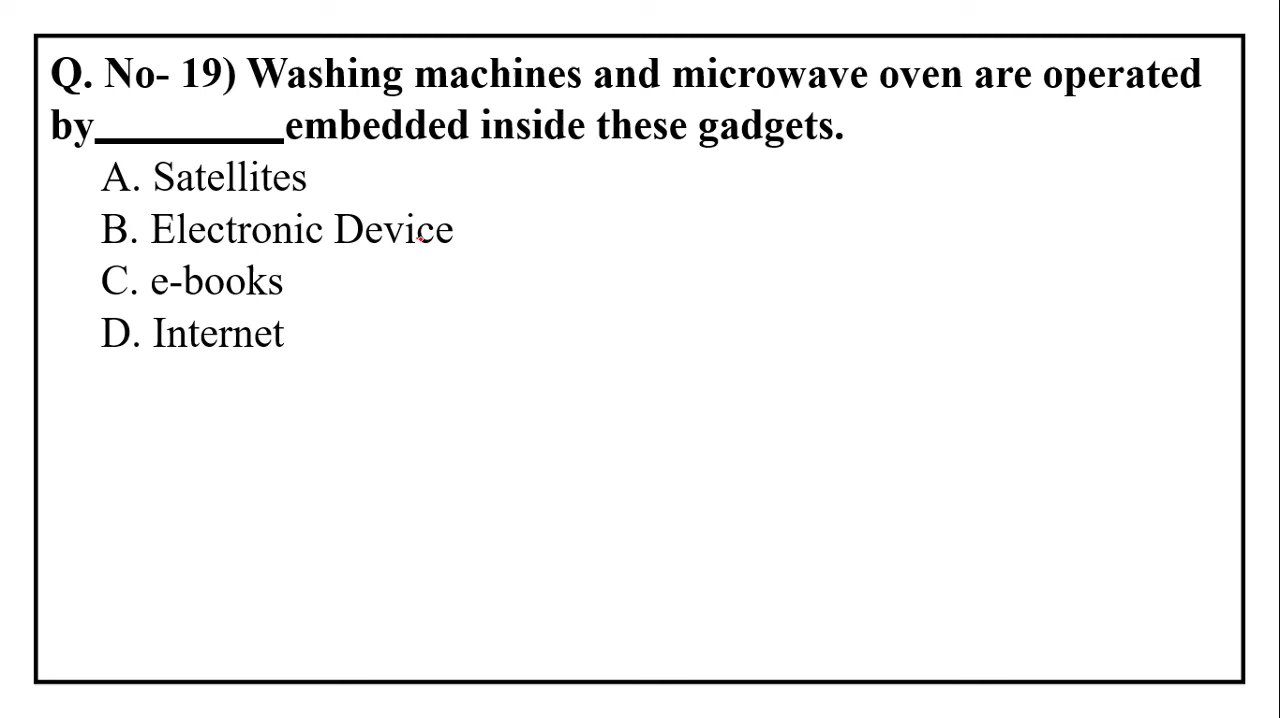 Q. No- 19) Washing machines and microwave oven are operated
by_________embedded inside these gadgets.
A. Satellites
B. Electronic Device
C. e-books
D. Internet